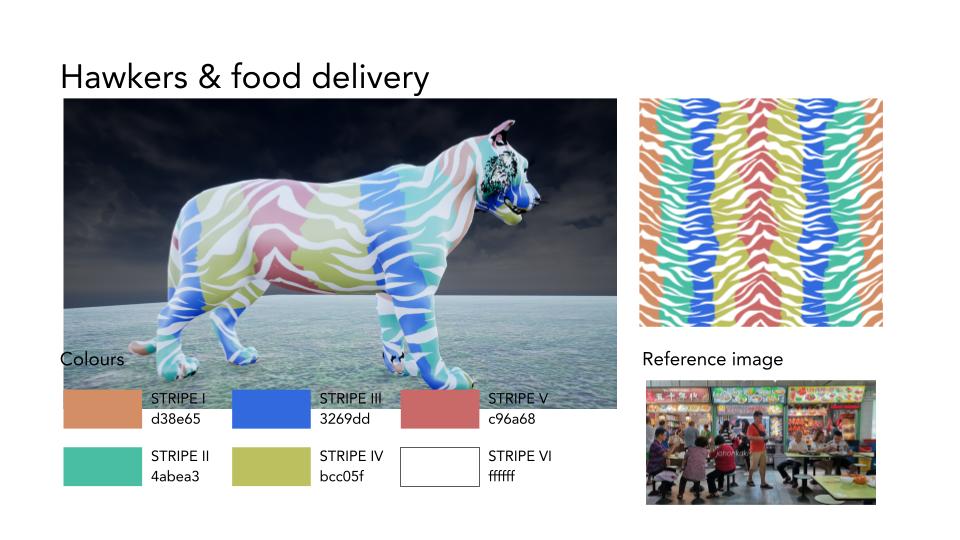 Hawkers & food delivery
Colours
STRIPE I
d38e65
STRIPE III
3269dd
STRIPE V
c96a68
STRIPE II
4abea3
STRIPE IV
bcc05f
STRIPE VI
ffffff
Reference image
johorkaki